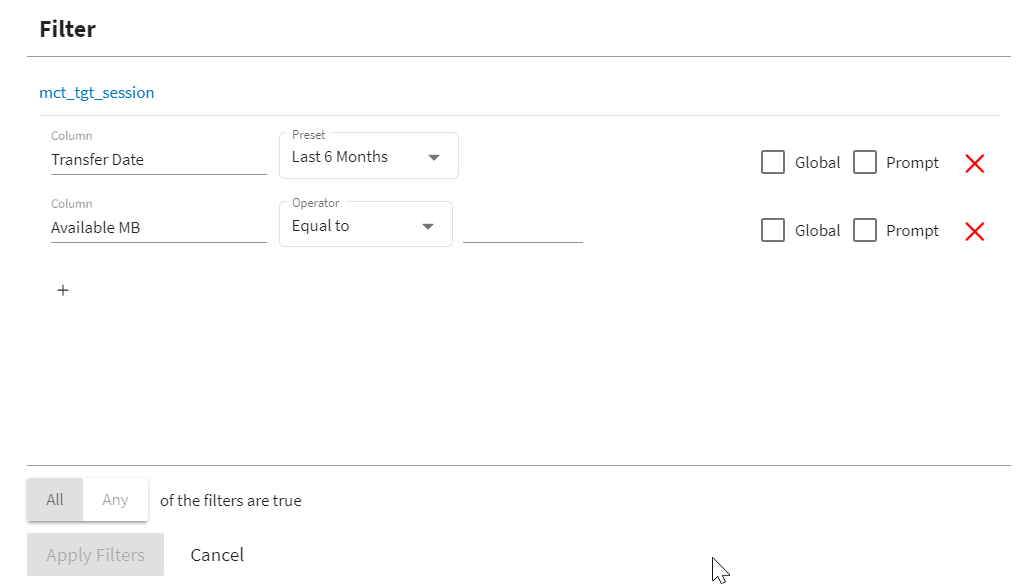 Filter
mct_tgt_session
Column
Transfer Date
Preset
Last 6 Months
Global
Prompt
Column
Available MB
Operator
Equal to
Global
Prompt
+
All
Any
of the filters are true
Apply Filters
Cancel